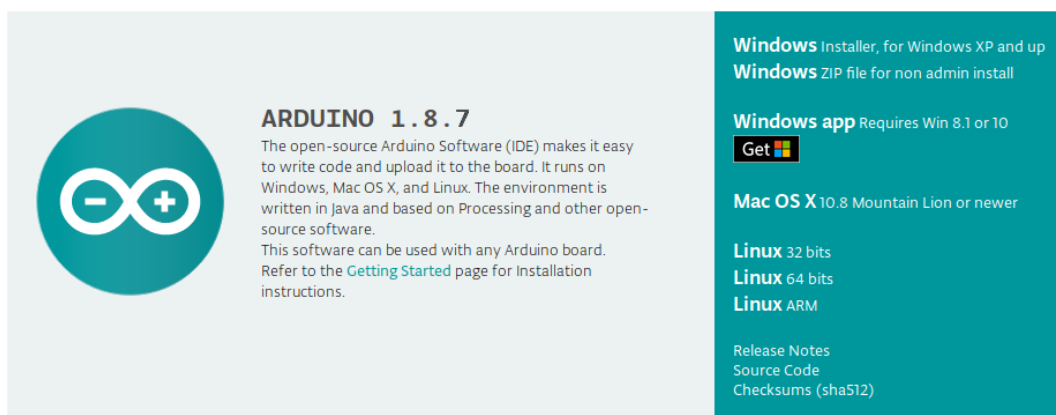 ARDUINO 1.8.7
The open-source Arduino Software (IDE) makes it easy
to write code and upload it to the board. It runs on
Windows, Mac OS X, and Linux. The environment is
written in Java and based on Processing and other open-
source software.
This software can be used with any Arduino board.
Refer to the Getting Started page for Installation
instructions.
Windows Installer, for Windows XP and up
Windows ZIP file for non admin install
Windows app Requires Win 8.1 or 10
Get
Mac OS X 10.8 Mountain Lion or newer
Linux 32 bits
Linux 64 bits
Linux ARM
Release Notes
Source Code
Checksums (sha512)